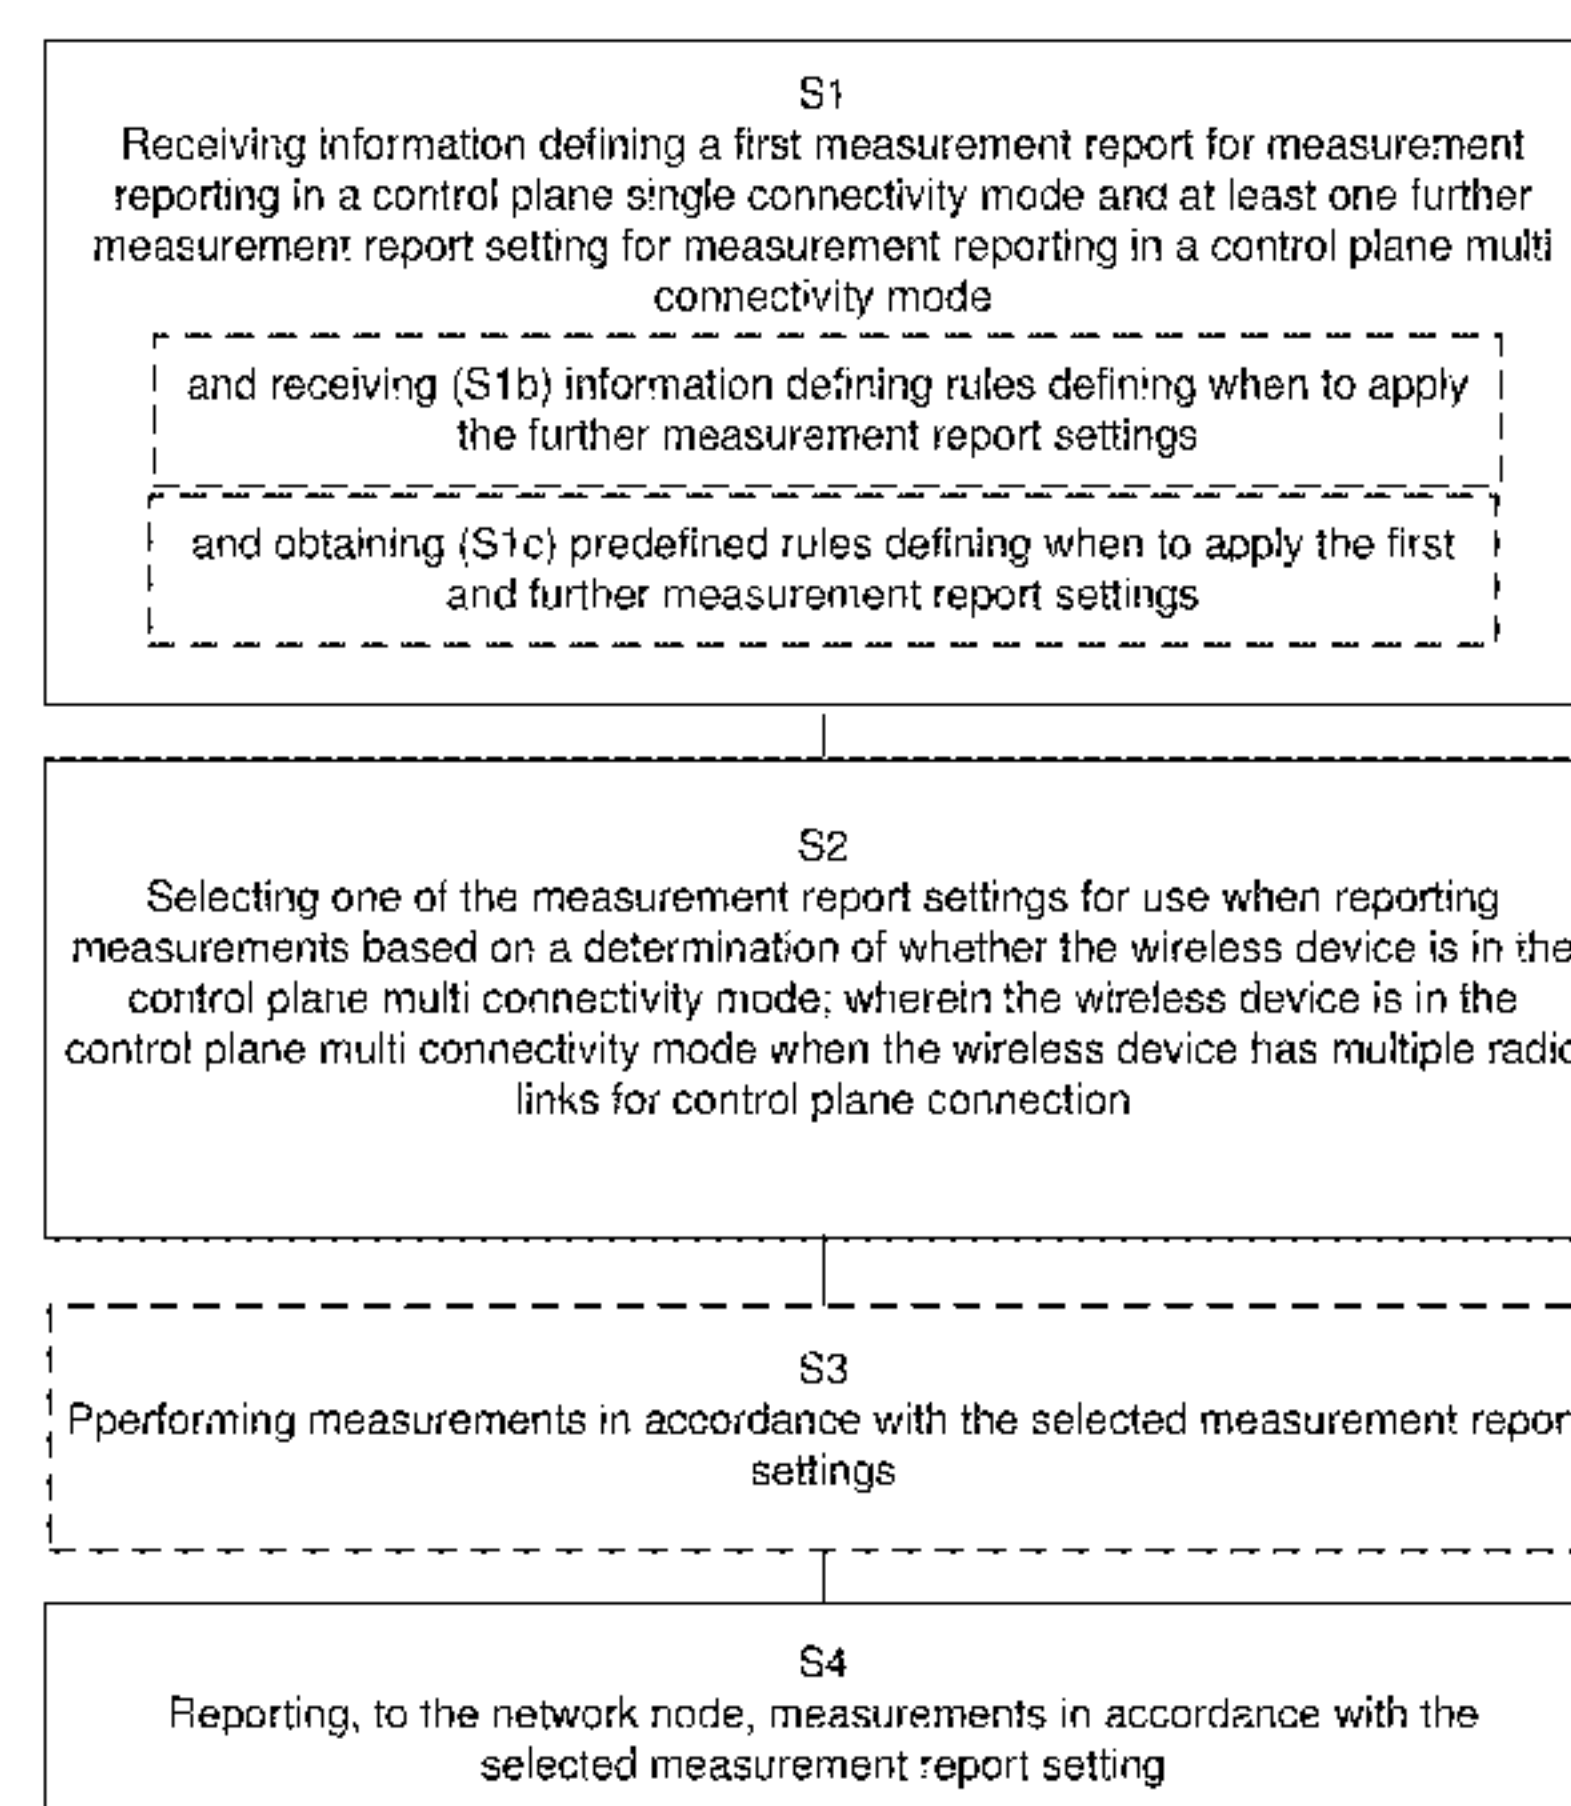 S1
Receiving information defining a first measurement report for measurement
reporting in a control plane single connectivity mode and at least one further
measurement report setting for measurement reporting in a control plane multi
connectivity mode
and receiving (S1b) information defining rules defining when to apply
the further measurement report settings
and obtaining (S1c) predefined rules defining when to apply the first
and further measurement report settings
S2
Selecting one of the measurement report settings for use when reporting
measurements based on a determination of whether the wireless device is in the
control plane multi connectivity mode; wherein the wireless device is in the
control plane multi connectivity mode when the wireless device has multiple radio
links for control plane connection
S3
Pperforming measurements in accordance with the selected measurement repor
settings
S4
Reporting, to the network node, measurements in accordance with the
selected measurement report setting